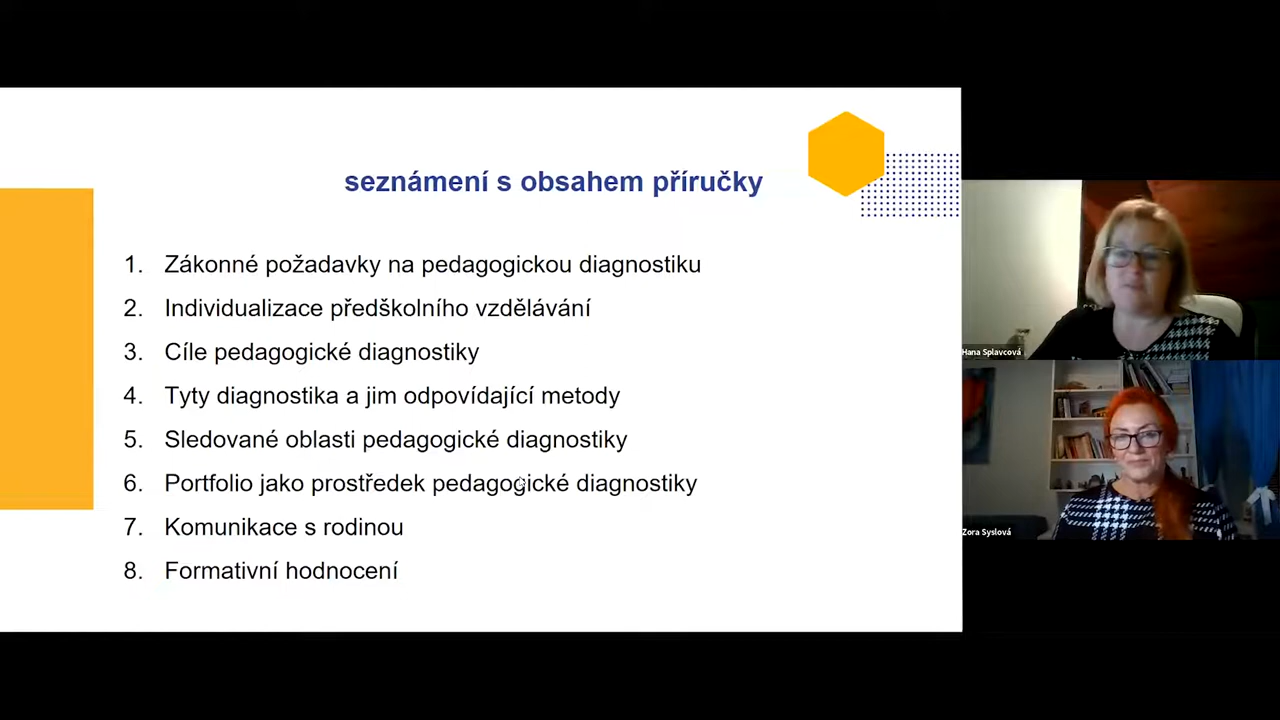 seznámení s obsahem příručky
1. Zákonné požadavky na pedagogickou diagnostiku
2. Individualizace předškolního vzdělávání
3. Cíle pedagogické diagnostiky
4. Tyty diagnostika a jim odpovídající metody
5. Sledované oblasti pedagogické diagnostiky
6. Portfolio jako prostředek pedagogické diagnostiky
7. Komunikace s rodinou
8. Formativní hodnocení
Hana Splavcová
Zora Syslová